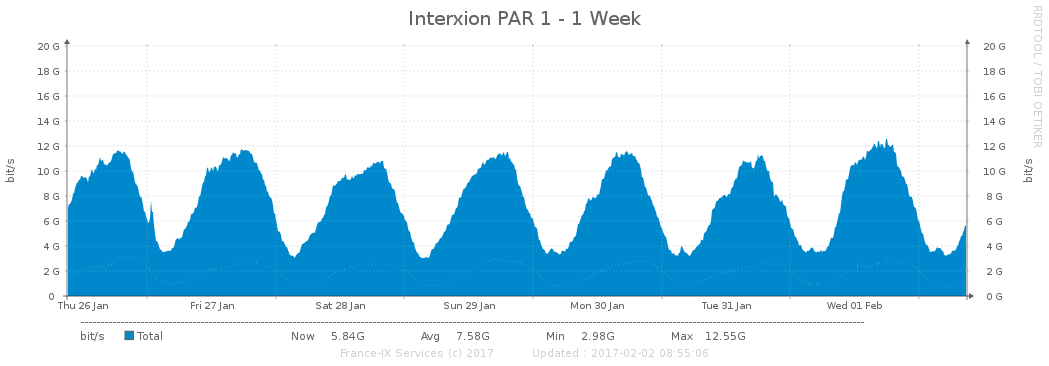 Interxion PAR 1 - 1 Week
RRDTOOL / TOBI OETIKER
bit/s
20 G 20 G
18 G 18 G
16 G 16 G
14 G 14 G
12 G 12 G
10 G 10 G
8 G 8 G
6 G 6 G
4 G 4 G
2 G 2 G
0 0 G
bit/s
Thu 26 Jan Fri 27 Jan Sat 28 Jan Sun 29 Jan Mon 30 Jan Tue 31 Jan Wed 01 Feb
bit/s Total Now 5.84G Avg 7.58G Min 2.98G Max 12.55G
France-IX Services (c) 2017 Updated : 2017-02-02 08:55:06